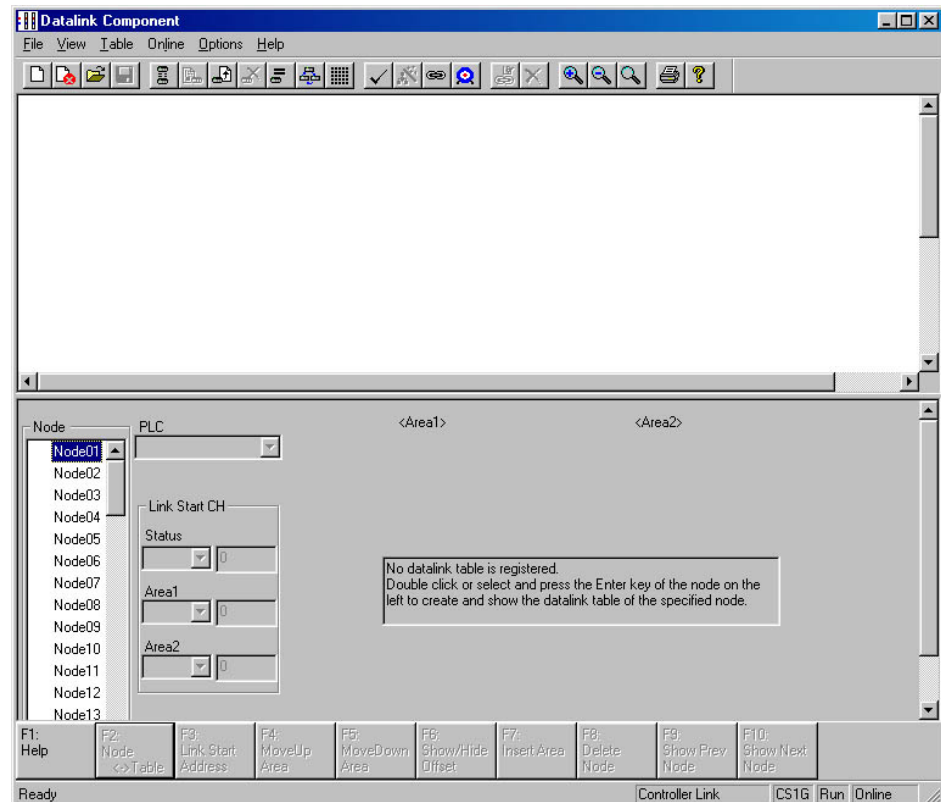 Datalink Component
File View Table Online Options Help
Node
Node01
Node02
Node03
Node04
Node05
Node06
Node07
Node08
Node09
Node10
Node11
Node12
Node13
PLC
Link Start CH
Status
0
Area1
0
Area2
0
<Area1> <Area2>
No datalink table is registered.
Double click or select and press the Enter key of the node on the
left to create and show the datalink table of the specified node.
F1:
Help
F2:
Node
<->Table
F3:
Link Start
Address
F4:
MoveUp
Area
F5:
MoveDown
Area
F6:
Show/Hide
Offset
F7:
Insert Area
F8:
Delete
Node
F9:
Show Prev
Node
F10:
Show Next
Node
Ready Controller Link CS1G Run Online